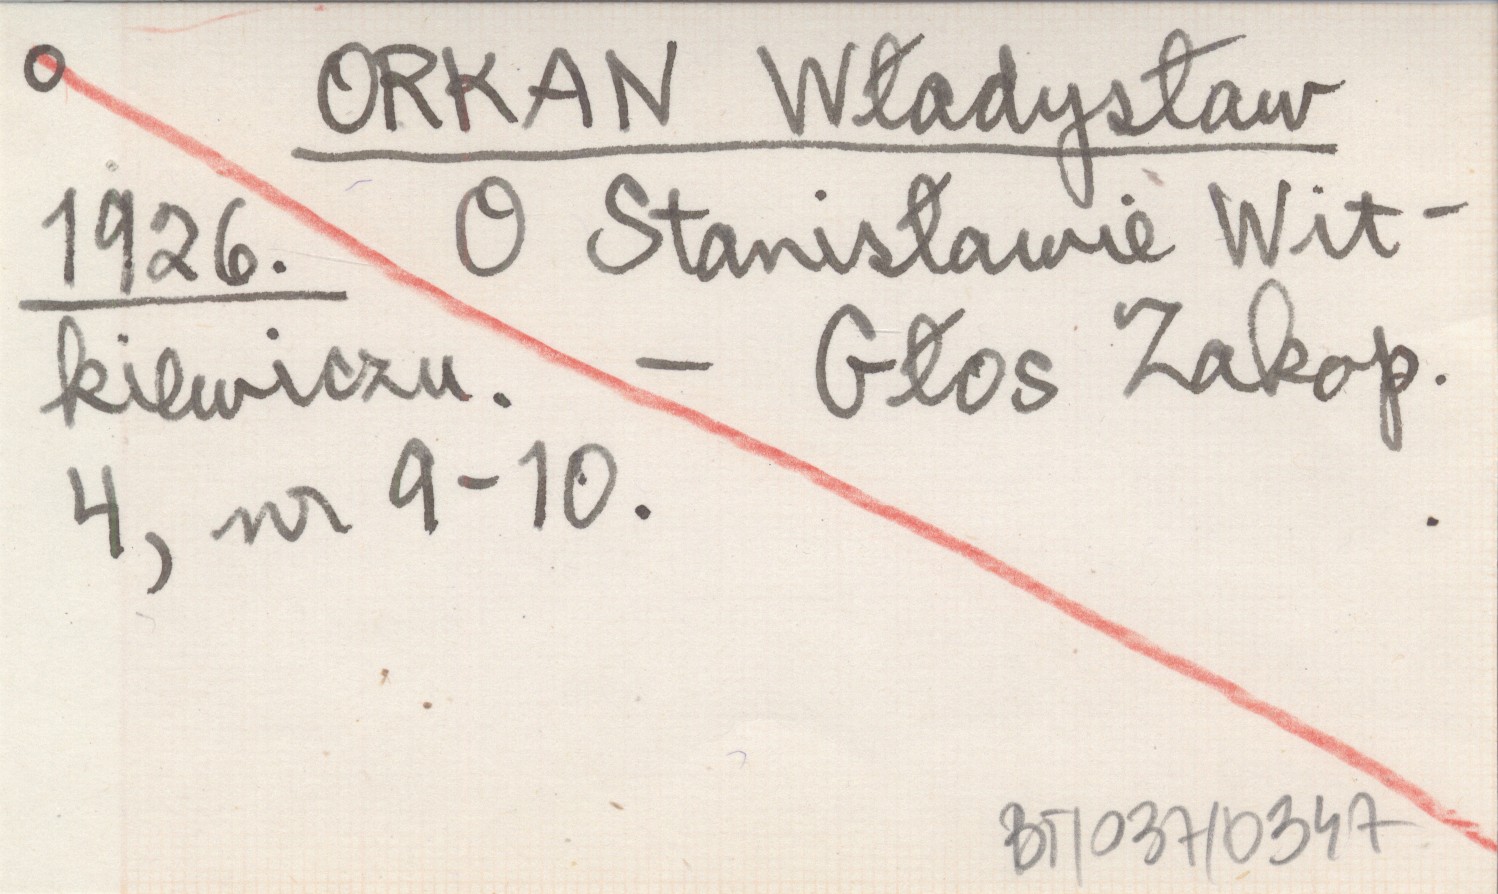 o ORKAN Władysław
1926. O Stanisławie Wit-
kiewiczu. – Głos Zakop.
4, nr 9-10.
BT/037/0347